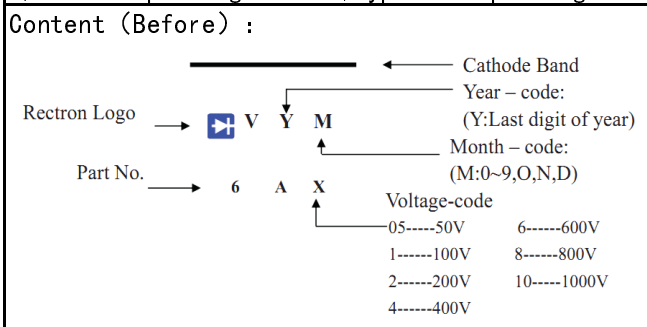 Content (Before) :
Cathode Band
Year – code:
(Y:Last digit of year)
Rectron Logo
V Y M
Month – code:
(M:0~9,O,N,D)
Part No.
6 A X
Voltage-code
05-----50V 6------600V
1------100V 8------800V
2------200V 10-----1000V
4------400V